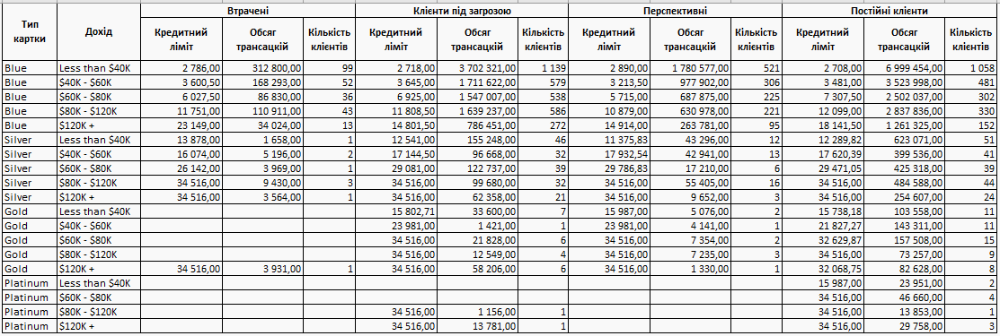 Втрачені Клієнти під загрозою Перспективні Постійні клієнти
Тип картки Дохід Кредитний ліміт Обсяг трансакцій Кількість клієнтів Кредитний ліміт Обсяг трансакцій Кількість клієнтів Кредитний ліміт Обсяг трансакцій Кількість клієнтів Кредитний ліміт Обсяг трансакцій Кількість клієнтів
Blue Less than $40K 2 786,00 312 800,00 99 2 718,00 3 702 321,00 1 139 2 890,00 1 780 577,00 521 2 708,00 6 999 454,00 1 058
Blue $40K - $60K 3 600,50 168 293,00 52 3 645,00 1 711 622,00 579 3 213,50 977 902,00 306 3 481,00 3 523 998,00 481
Blue $60K - $80K 6 027,50 86 830,00 36 6 925,00 1 547 007,00 538 5 715,00 687 875,00 225 7 307,50 2 502 037,00 302
Blue $80K - $120K 11 751,00 110 911,00 43 11 808,50 1 639 237,00 586 10 879,00 630 978,00 221 12 099,00 2 837 836,00 330
Blue $120K + 23 149,00 34 024,00 13 14 801,50 786 451,00 272 14 914,00 263 781,00 95 18 141,50 1 261 325,00 152
Silver Less than $40K 13 878,00 1 658,00 1 12 541,00 155 248,00 46 11 375,83 43 296,00 12 12 289,82 623 071,00 51
Silver $40K - $60K 16 074,00 5 196,00 2 17 144,50 96 668,00 32 17 932,54 42 941,00 13 17 620,39 399 536,00 41
Silver $60K - $80K 26 142,00 3 969,00 1 29 081,00 122 737,00 39 29 786,83 17 210,00 6 29 471,05 425 318,00 39
Silver $80K - $120K 34 516,00 9 430,00 3 34 516,00 99 680,00 32 34 516,00 55 405,00 16 34 516,00 484 588,00 44
Silver $120K + 34 516,00 3 564,00 1 34 516,00 62 358,00 21 34 516,00 9 652,00 3 34 516,00 254 607,00 24
Gold Less than $40K 15 802,71 33 600,00 7 15 987,00 5 076,00 2 15 738,18 103 558,00 11
Gold $40K - $60K 23 981,00 1 421,00 1 23 981,00 4 141,00 1 21 827,27 143 311,00 11
Gold $60K - $80K 34 516,00 21 828,00 6 34 516,00 7 354,00 2 32 629,87 157 508,00 15
Gold $80K - $120K 34 516,00 12 549,00 4 34 516,00 7 235,00 3 34 516,00 73 257,00 9
Gold $120K + 34 516,00 3 931,00 1 34 516,00 58 206,00 6 34 516,00 1 330,00 1 32 068,75 82 628,00 8
Platinum Less than $40K 15 987,00 23 951,00 2
Platinum $60K - $80K 34 516,00 46 660,00 4
Platinum $80K - $120K 34 516,00 1 156,00 1 34 516,00 13 853,00 1
Platinum $120K + 34 516,00 13 781,00 1 34 516,00 29 758,00 3